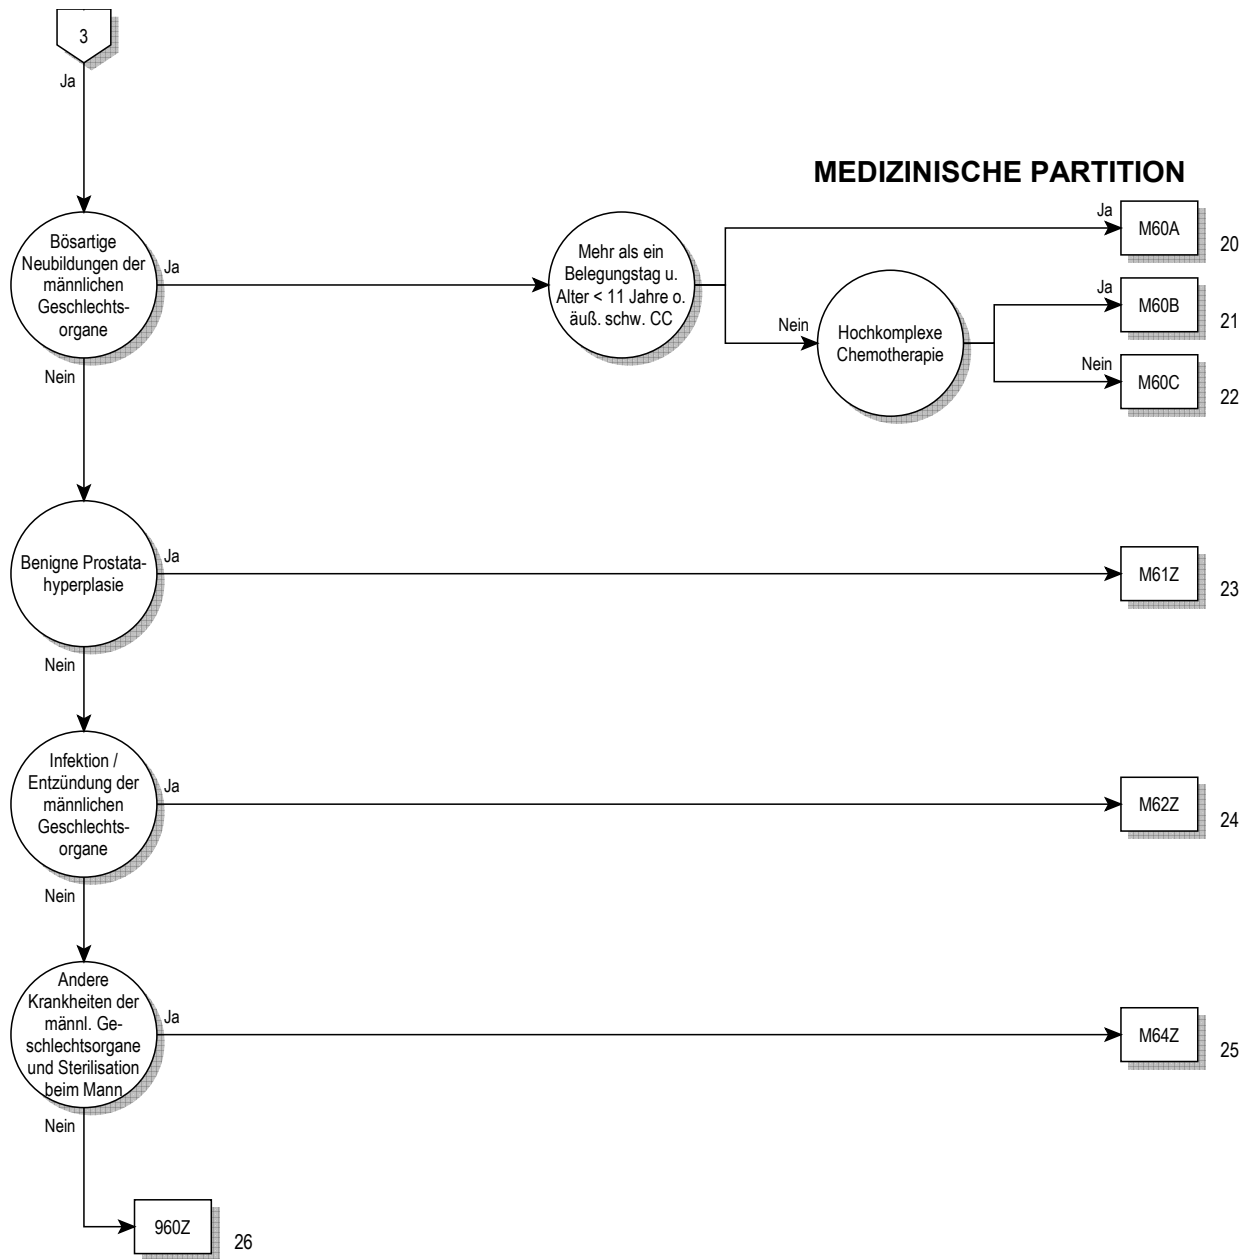 3
Ja
MEDIZINISCHE PARTITION
Bösartige
Neubildungen der
männlichen
Geschlechts-
organe
Ja
Mehr als ein
Belegungstag u.
Alter < 11 Jahre o.
äuß. schw. CC
Ja
M60A
20
Nein
Hochkomplexe
Chemotherapie
Ja
M60B
21
Nein
M60C
22
Nein
Benigne Prostata-
hyperplasie
Ja
M61Z
23
Nein
Infektion /
Entzündung der
männlichen
Geschlechts-
organe
Ja
M62Z
24
Nein
Andere
Krankheiten der
männl. Ge-
schlechtsorgane
und Sterilisation
beim Mann
Ja
M64Z
25
Nein
960Z
26